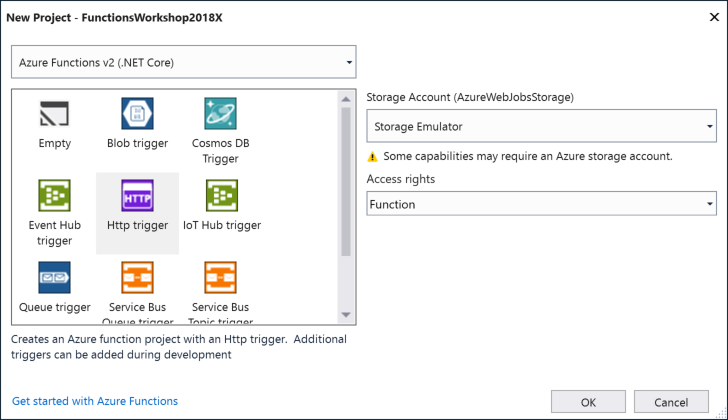 New Project - FunctionsWorkshop2018X
Azure Functions v2 (.NET Core)
Empty
Blob trigger
Cosmos DB
Trigger
Event Hub
trigger
HTTP
Http trigger
IoT Hub trigger
Queue trigger
Service Bus
Queue trigger
Service Bus
Topic trigger
Creates an Azure function project with an Http trigger.  Additional
triggers can be added during development
Storage Account (AzureWebJobsStorage)
Storage Emulator
Some capabilities may require an Azure storage account.
Access rights
Function
Get started with Azure Functions
OK
Cancel